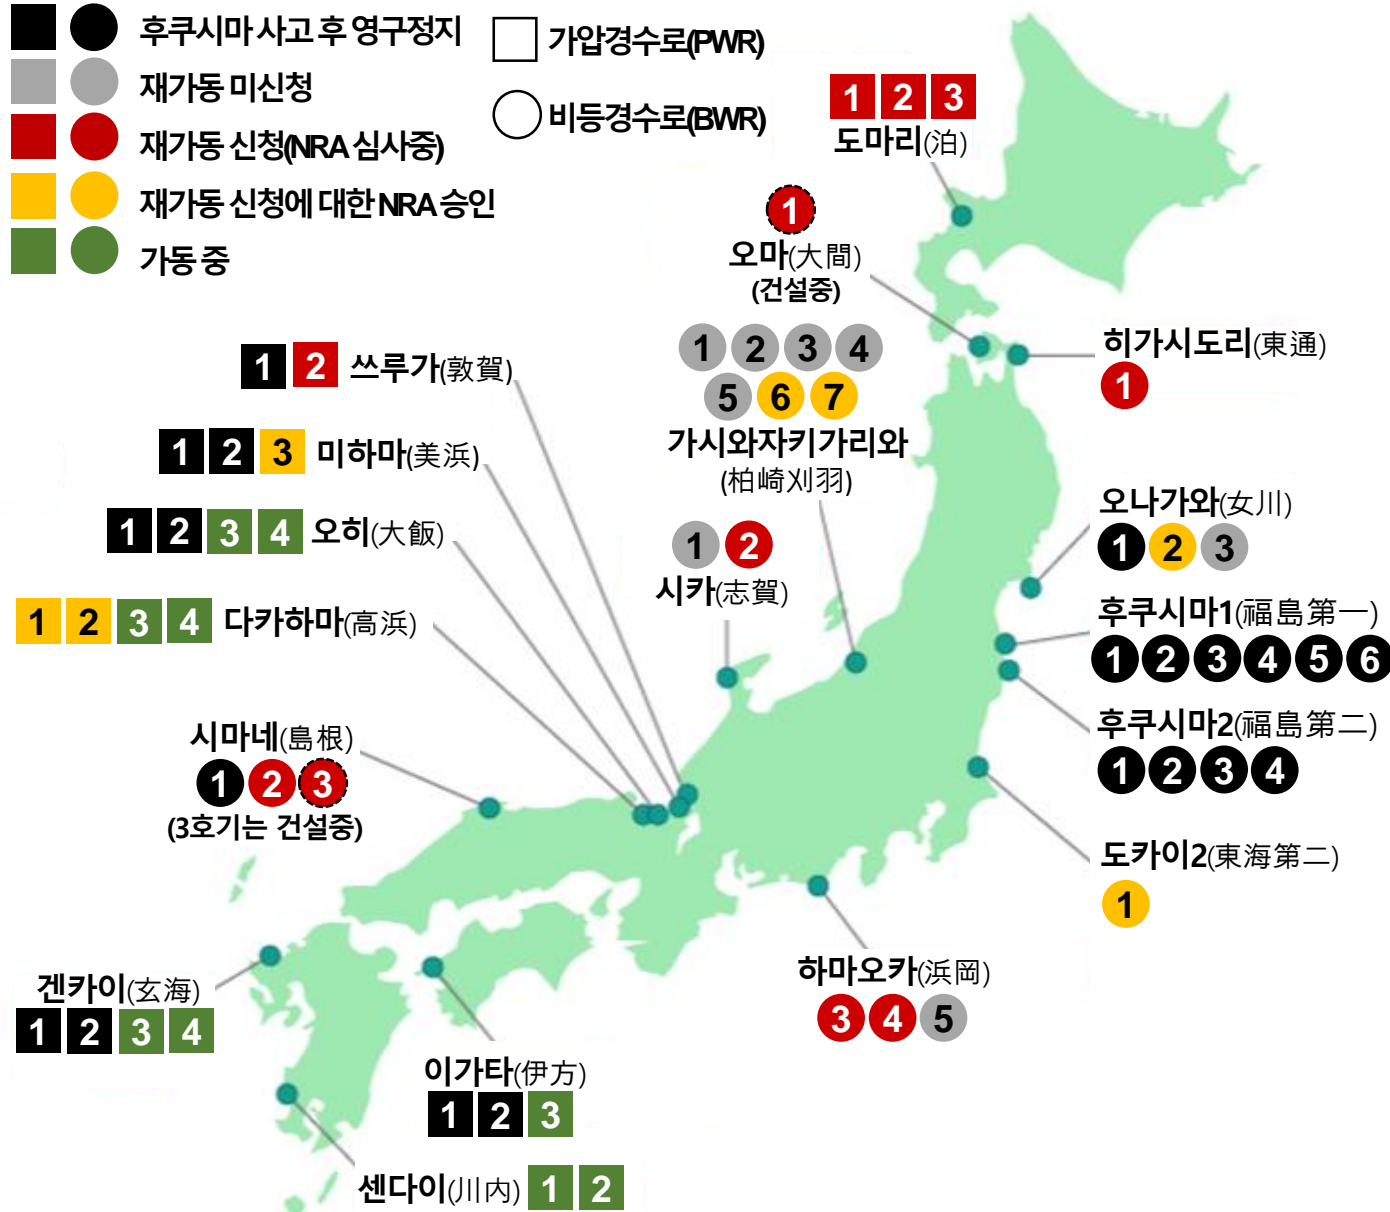 후쿠시마 사고 후 영구정지
재가동 미신청
재가동 신청(NRA 심사중)
재가동 신청에 대한 NRA 승인
가동 중
가압경수로(PWR)
비등경수로(BWR)
1 2 3
도마리(泊)
1
오마(大間)
(건설중)
1 2 3 4
5 6 7
가시와자키가리와
(柏崎刈羽)
히가시도리(東通)
1
1 2 쓰루가(敦賀)
1 2 3 미하마(美浜)
1 2 3 4 오히(大飯)
1 2 3 4 다카하마(高浜)
1 2
시카(志賀)
오나가와(女川)
1 2 3
후쿠시마1(福島第一)
1 2 3 4 5 6
후쿠시마2(福島第二)
1 2 3 4
시마네(島根)
1 2 3
(3호기는 건설중)
도카이2(東海第二)
1
하마오카(浜岡)
3 4 5
겐카이(玄海)
1 2 3 4
이가타(伊方)
1 2 3
센다이(川内) 1 2